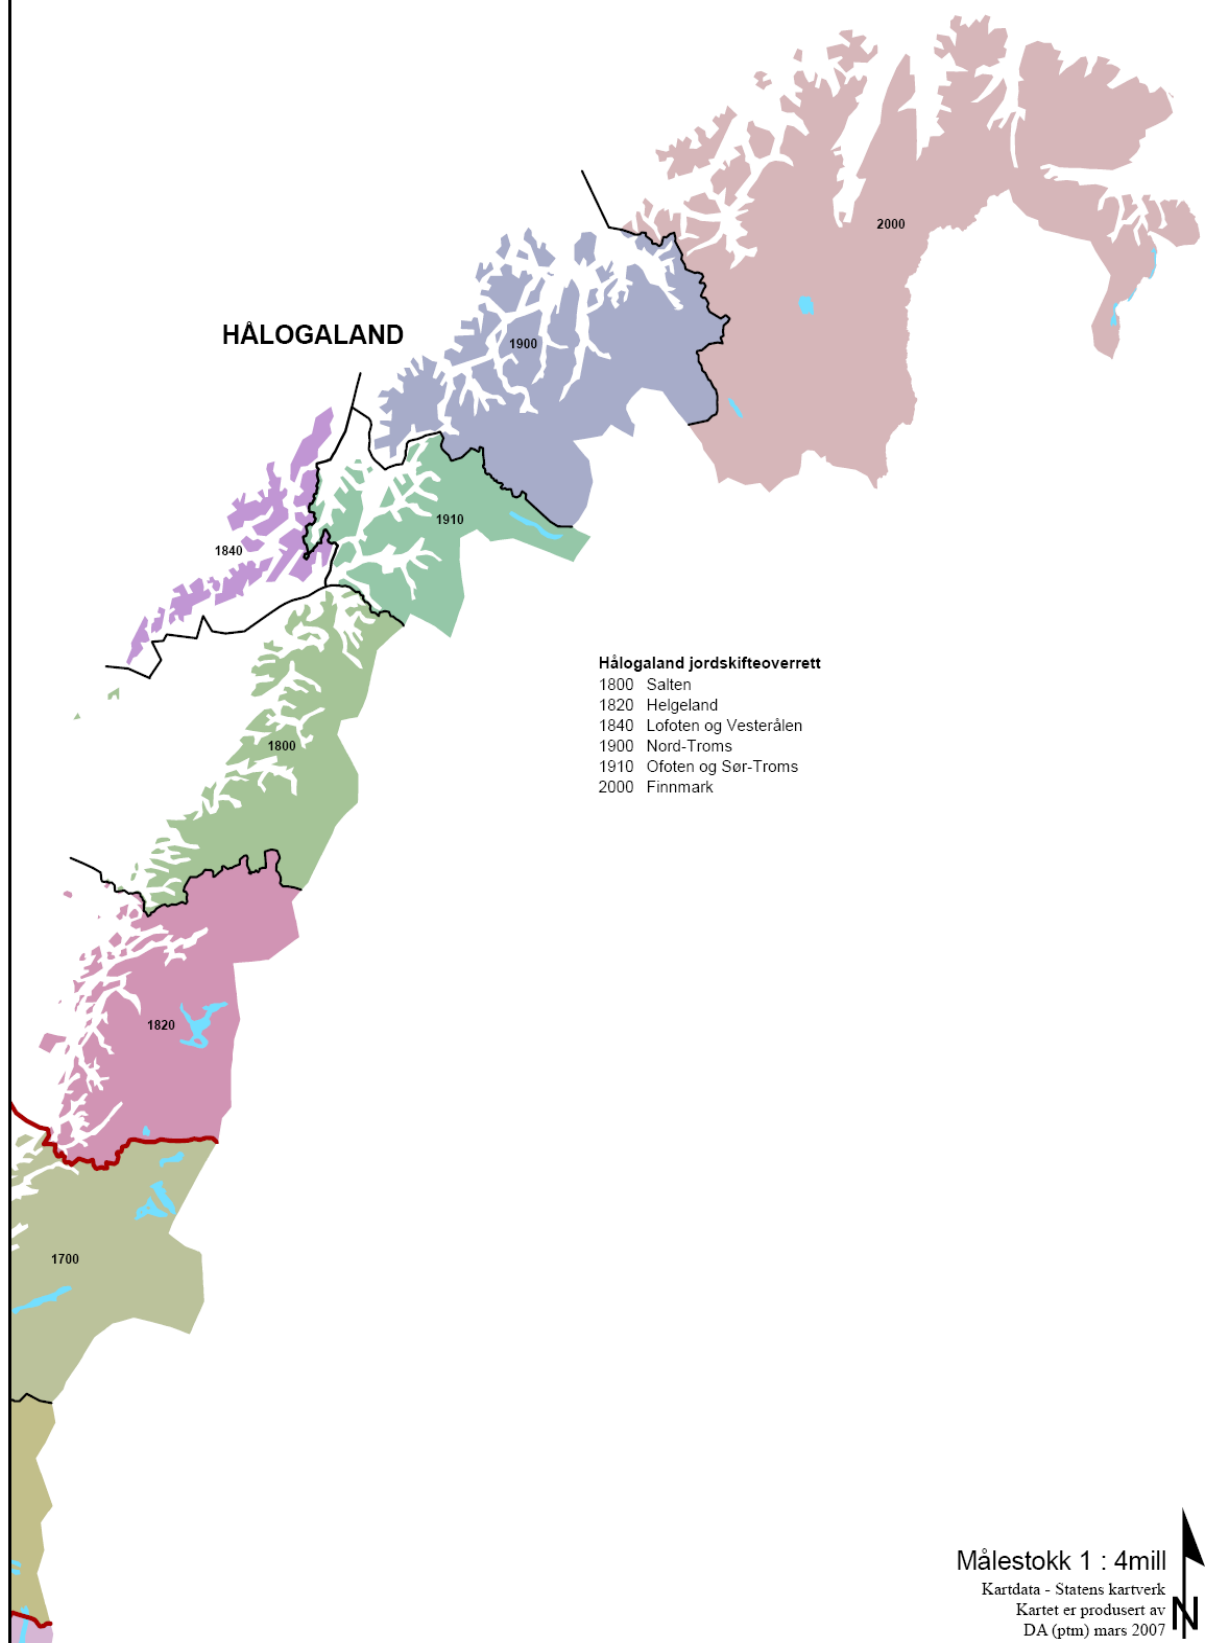 2000
HÅLOGALAND
1900
1910
1840
Hålogaland jordskifteoverrett
1800 Salten
1820 Helgeland
1840 Lofoten og Vesterålen
1900 Nord-Troms
1910 Ofoten og Sør-Troms
2000 Finnmark
1800
1820
1700
Målestokk 1 : 4mill
Kartdata - Statens kartverk
Kartet er produsert av
DA (ptm) mars 2007
N